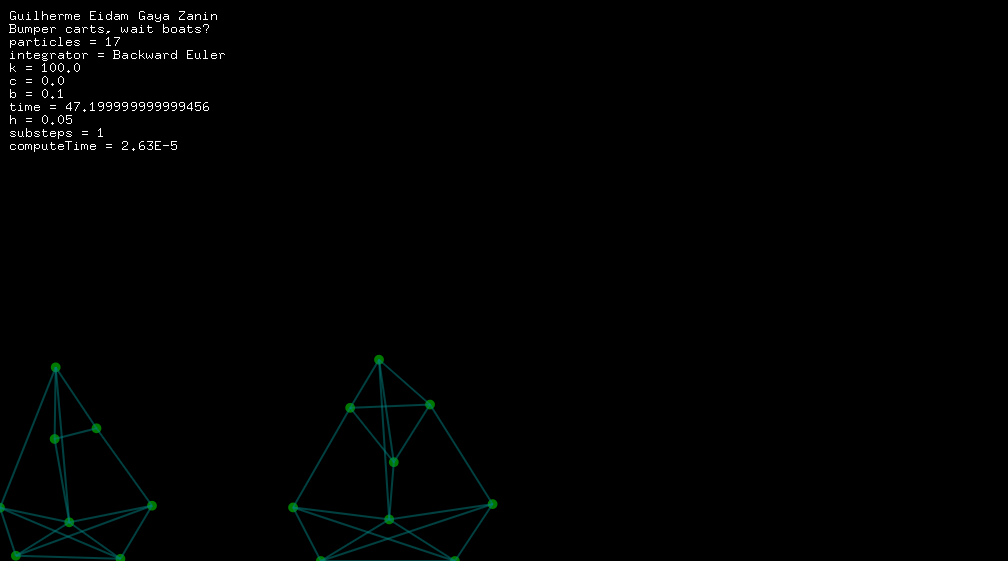 Guilherme Eidam Gaya Zanin
Bumper carts, wait boats?
particles = 17
integrator = Backward Euler
k = 100.0
c = 0.0
b = 0.1
time = 47.199999999999456
h = 0.05
substeps = 1
computeTime = 2.63E-5